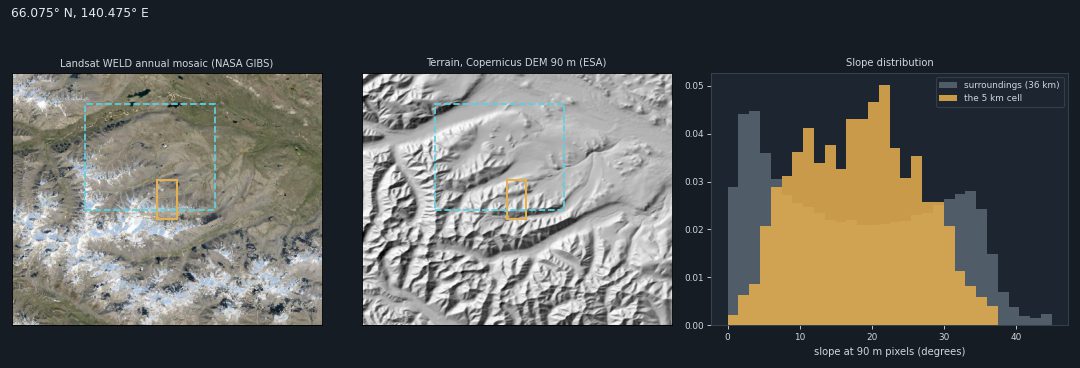 66.075° N, 140.475° E
Landsat WELD annual mosaic (NASA GIBS)
Terrain, Copernicus DEM 90 m (ESA)
Slope distribution
surroundings (36 km)
the 5 km cell
0.05
0.04
0.03
0.02
0.01
0.00
0
10
20
30
40
slope at 90 m pixels (degrees)